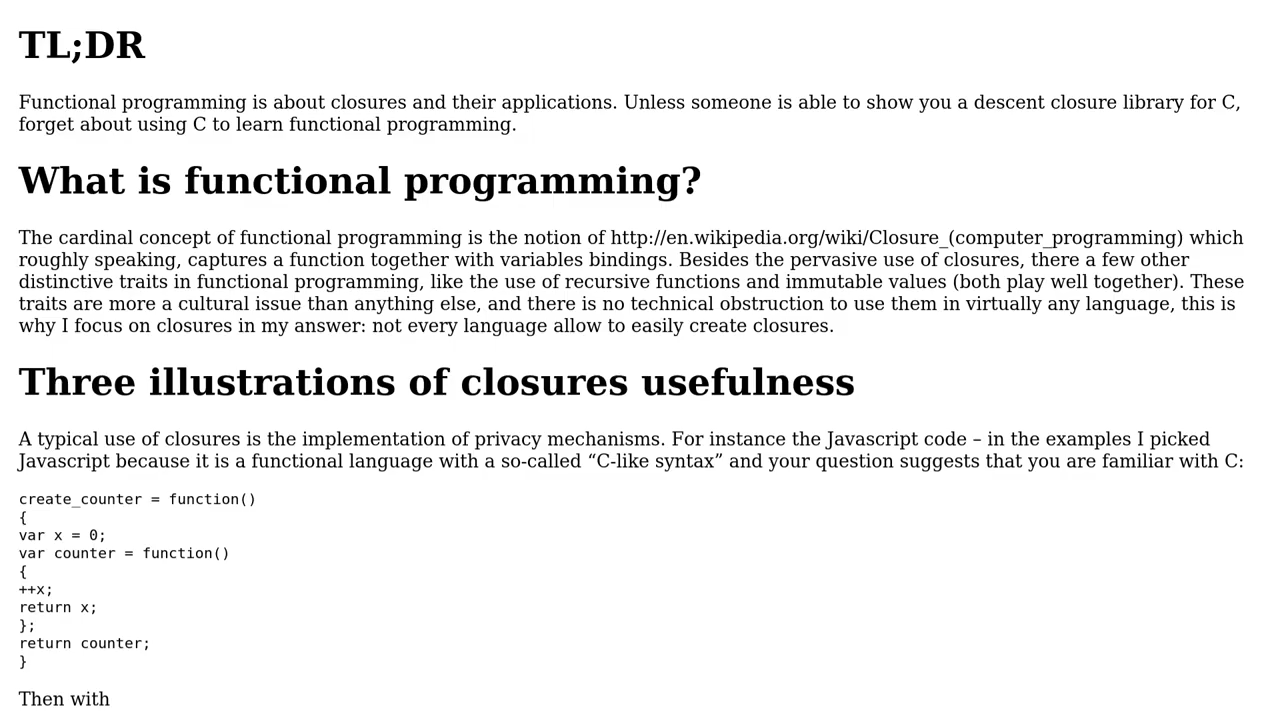 TL;DR
Functional programming is about closures and their applications. Unless someone is able to show you a descent closure library for C,
forget about using C to learn functional programming.
What is functional programming?
The cardinal concept of functional programming is the notion of http://en.wikipedia.org/wiki/Closure_(computer_programming) which
roughly speaking, captures a function together with variables bindings. Besides the pervasive use of closures, there a few other
distinctive traits in functional programming, like the use of recursive functions and immutable values (both play well together). These
traits are more a cultural issue than anything else, and there is no technical obstruction to use them in virtually any language, this is
why I focus on closures in my answer: not every language allow to easily create closures.
Three illustrations of closures usefulness
A typical use of closures is the implementation of privacy mechanisms. For instance the Javascript code – in the examples I picked
Javascript because it is a functional language with a so-called “C-like syntax” and your question suggests that you are familiar with C:
create_counter = function()
{
var x = 0;
var counter = function()
{
++x;
return x;
};
return counter;
}
Then with